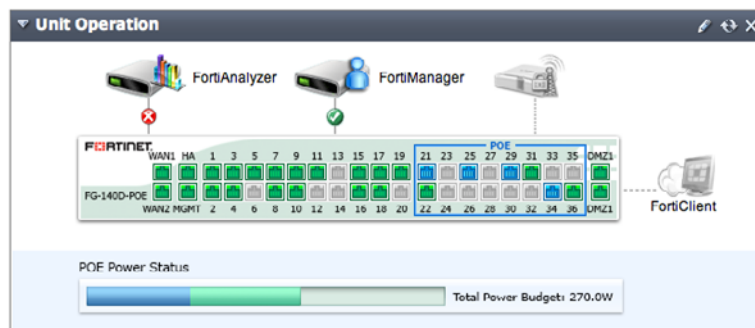 Unit Operation
FortiAnalyzer
FortiManager
FORTINET
POE
WAN1 HA 1 3 5 7 9 11 13 15 17 19 21 23 25 27 29 31 33 35 DMZ1
FG-140D-POE
WAN2 MGMT 2 4 6 8 10 12 14 16 18 20 22 24 26 28 30 32 34 36 DMZ1
FortiClient
POE Power Status
Total Power Budget: 270.0W